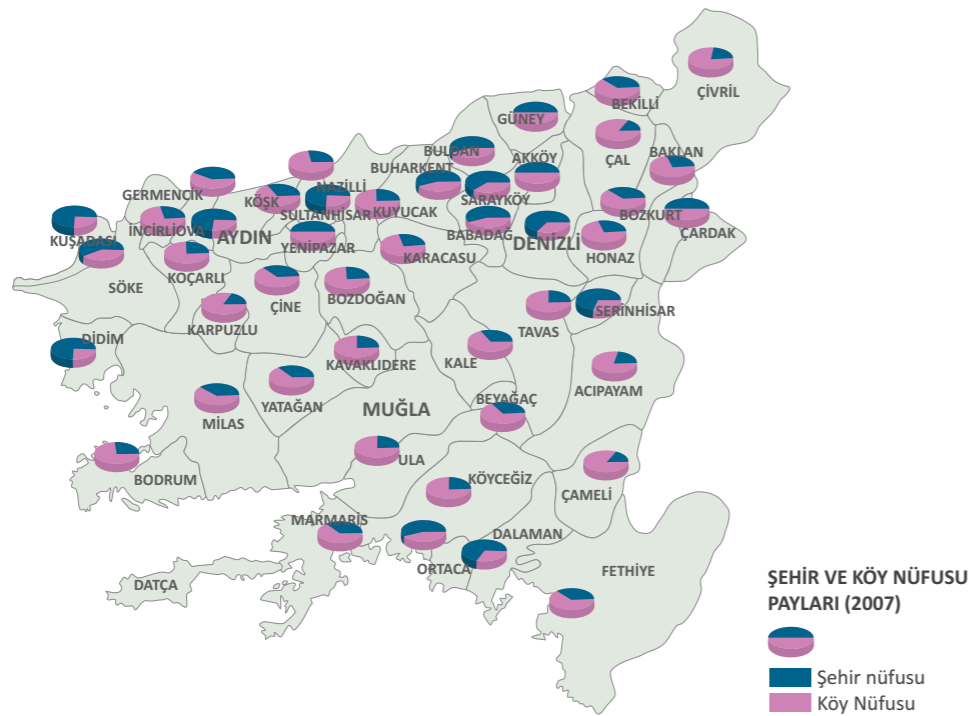 ÇİVRİL
BEKİLLİ
GÜNEY
ÇAL
BULDAN
BAKLAN
AKKÖY
BUHARKENT
NAZİLLİ
GERMENCİK
KÖŞK
SARAYKÖY
KUYUCAK
SULTANHİSAR
BOZKURT
İNCİRLİOVA
ÇARDAK
BABADAĞ
AYDIN
KUŞADASI
DENİZLİ
YENİPAZAR
KARACASU
HONAZ
KOÇARLI
SÖKE
ÇİNE
BOZDOĞAN
SERİNHİSAR
KARPUZLU
TAVAS
DİDİM
KAVAKLIDERE
KALE
ACIPAYAM
BEYAĞAÇ
YATAĞAN
MUĞLA
MİLAS
ULA
BODRUM
KÖYCEĞİZ
ÇAMELİ
MARMARİS
DALAMAN
ORTACA
FETHİYE
DATÇA
ŞEHİR VE KÖY NÜFUSU
PAYLARI (2007)
Şehir nüfusu
Köy Nüfusu